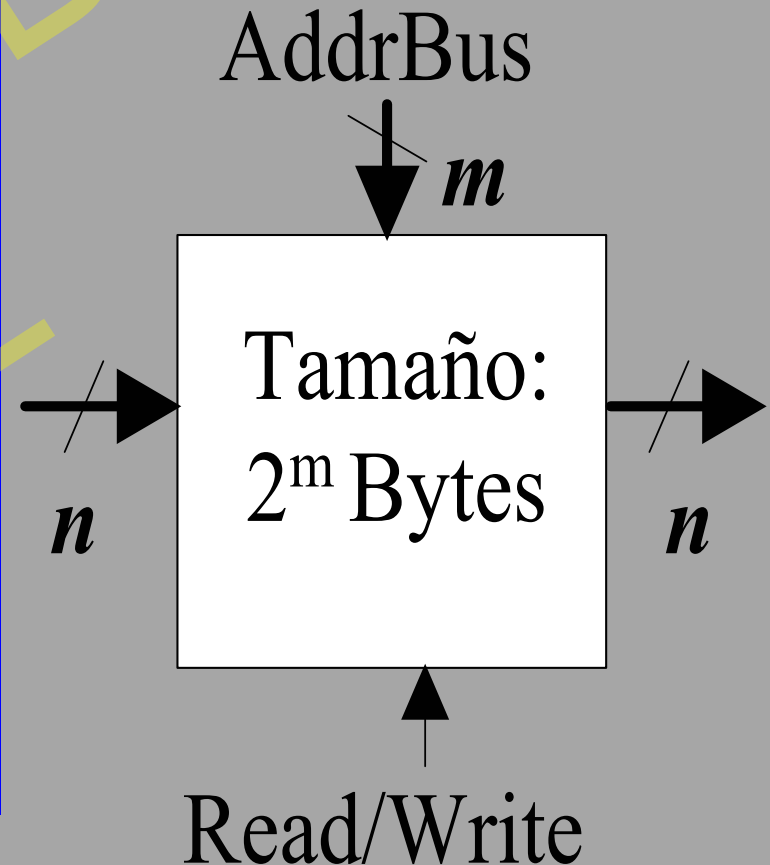 AddrBus
m
Tamaño:
2ᵐ Bytes
n
n
Read/Write